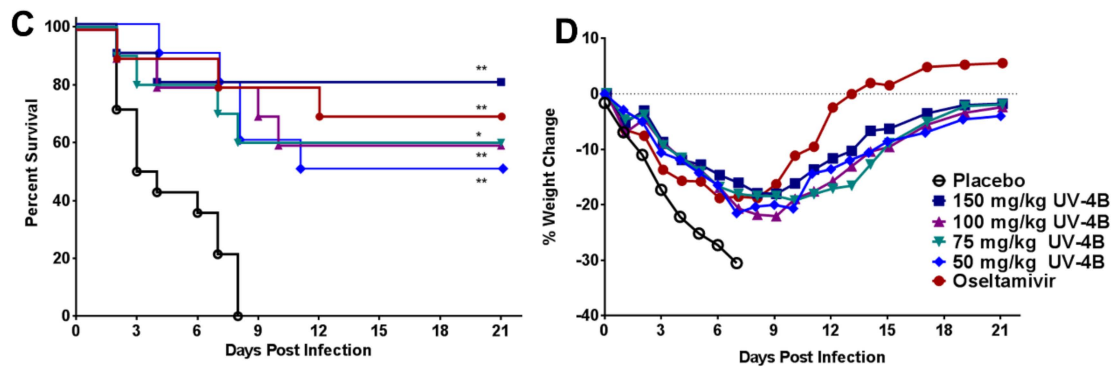 C
Percent Survival
100
80
60
40
20
0
**
**
*
**
**
0 3 6 9 12 15 18 21
Days Post Infection
D
% Weight Change
10
0
-10
-20
-30
-40
Placebo
150 mg/kg UV-4B
100 mg/kg UV-4B
75 mg/kg UV-4B
50 mg/kg UV-4B
Oseltamivir
0 3 6 9 12 15 18 21
Days Post Infection